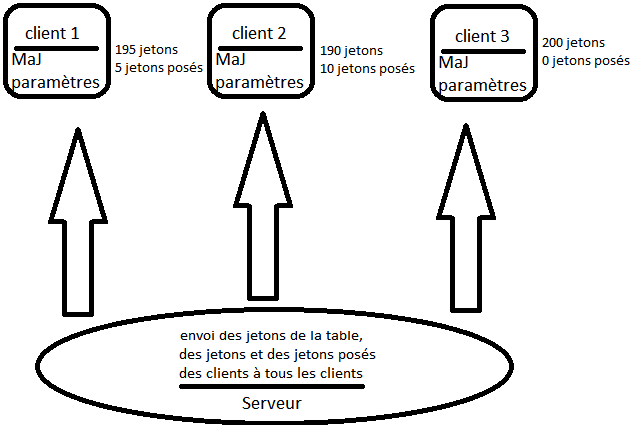 client 1
MaJ
paramètres
195 jetons
5 jetons posés
client 2
MaJ
paramètres
190 jetons
10 jetons posés
client 3
MaJ
paramètres
200 jetons
0 jetons posés
envoi des jetons de la table,
des jetons et des jetons posés
des clients à tous les clients
Serveur